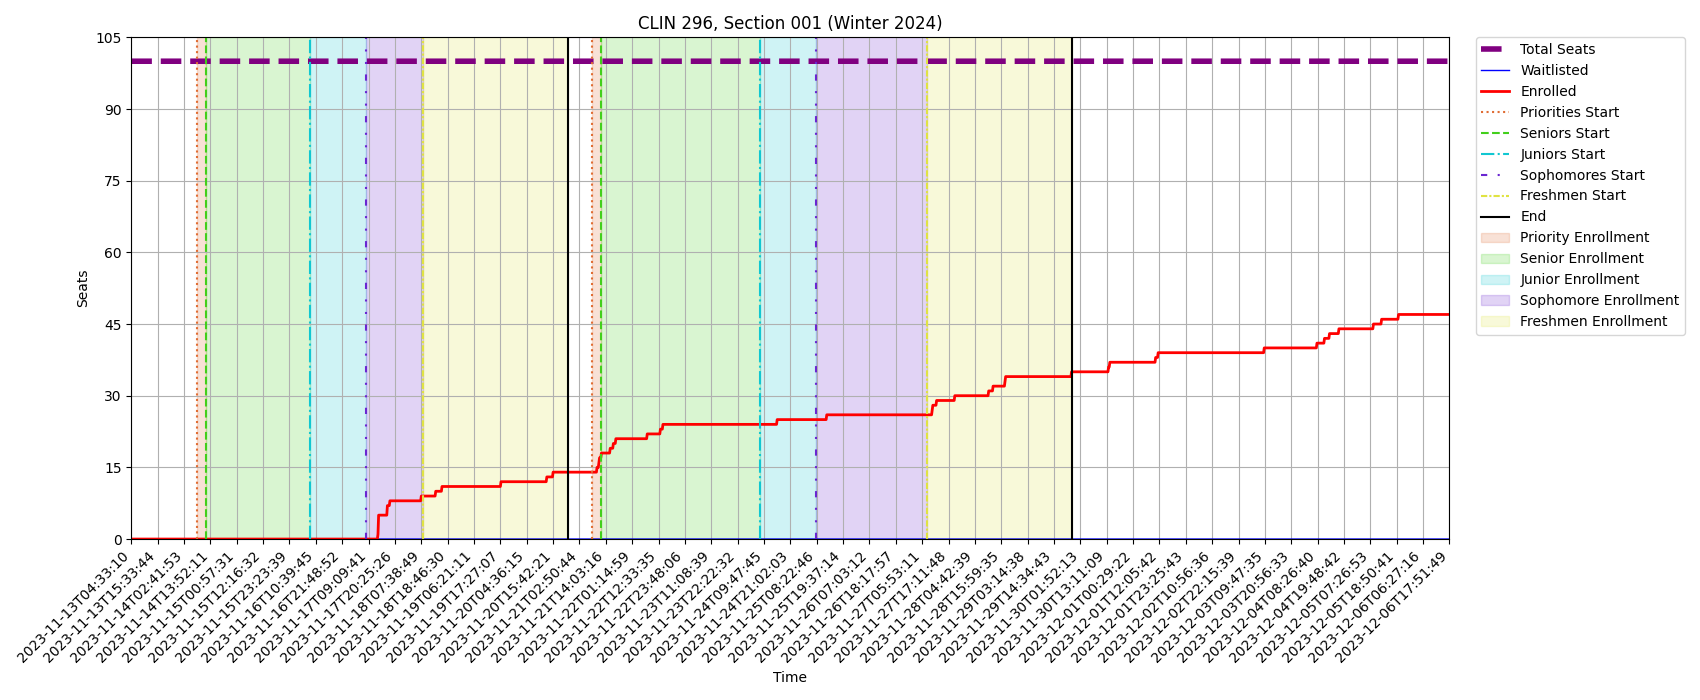 CLIN 296, Section 001 (Winter 2024)
105
90
75
60
45
30
15
0
Seats
2023-11-13T04:33:10
2023-11-13T15:33:44
2023-11-14T02:41:53
2023-11-14T13:52:11
2023-11-15T00:57:31
2023-11-15T12:16:32
2023-11-15T23:23:39
2023-11-16T10:39:45
2023-11-16T21:48:52
2023-11-17T09:09:41
2023-11-17T20:25:26
2023-11-18T07:38:49
2023-11-18T18:46:30
2023-11-19T06:21:11
2023-11-19T17:27:07
2023-11-20T04:36:15
2023-11-20T15:42:21
2023-11-21T02:50:44
2023-11-21T14:03:16
2023-11-22T01:14:59
2023-11-22T12:33:35
2023-11-22T23:48:06
2023-11-23T11:08:39
2023-11-23T22:22:32
2023-11-24T09:47:45
2023-11-24T21:02:03
2023-11-25T08:22:46
2023-11-25T19:37:14
2023-11-26T07:03:12
2023-11-26T18:17:57
2023-11-27T05:53:11
2023-11-27T17:11:48
2023-11-28T04:42:39
2023-11-28T15:59:35
2023-11-29T03:14:38
2023-11-29T14:34:43
2023-11-30T01:52:13
2023-11-30T13:11:09
2023-12-01T00:29:22
2023-12-01T12:05:42
2023-12-01T23:25:43
2023-12-02T10:56:36
2023-12-02T22:15:39
2023-12-03T09:47:35
2023-12-03T20:56:33
2023-12-04T08:26:40
2023-12-04T19:48:42
2023-12-05T07:26:53
2023-12-05T18:50:41
2023-12-06T06:27:16
2023-12-06T17:51:49
Time
Total Seats
Waitlisted
Enrolled
Priorities Start
Seniors Start
Juniors Start
Sophomores Start
Freshmen Start
End
Priority Enrollment
Senior Enrollment
Junior Enrollment
Sophomore Enrollment
Freshmen Enrollment